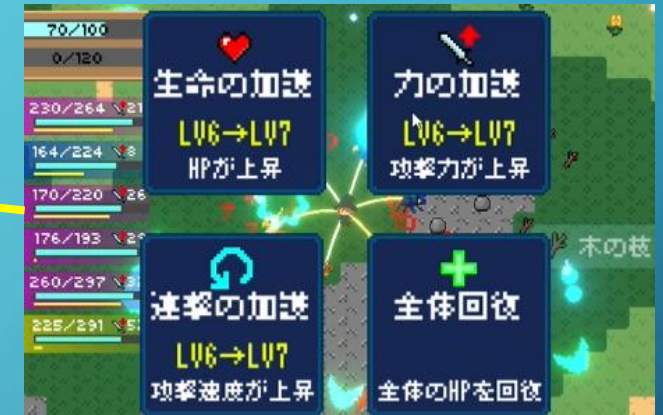 70/100
0/120
230/264
164/224
170/220 26
176/193
260/297
225/291
生命の加護
LV6→LV7
HPが上昇
力の加護
LV6→LV7
攻撃力が上昇
連撃の加護
LV6→LV7
攻撃速度が上昇
全体回復
全体のHPを回復
木の枝